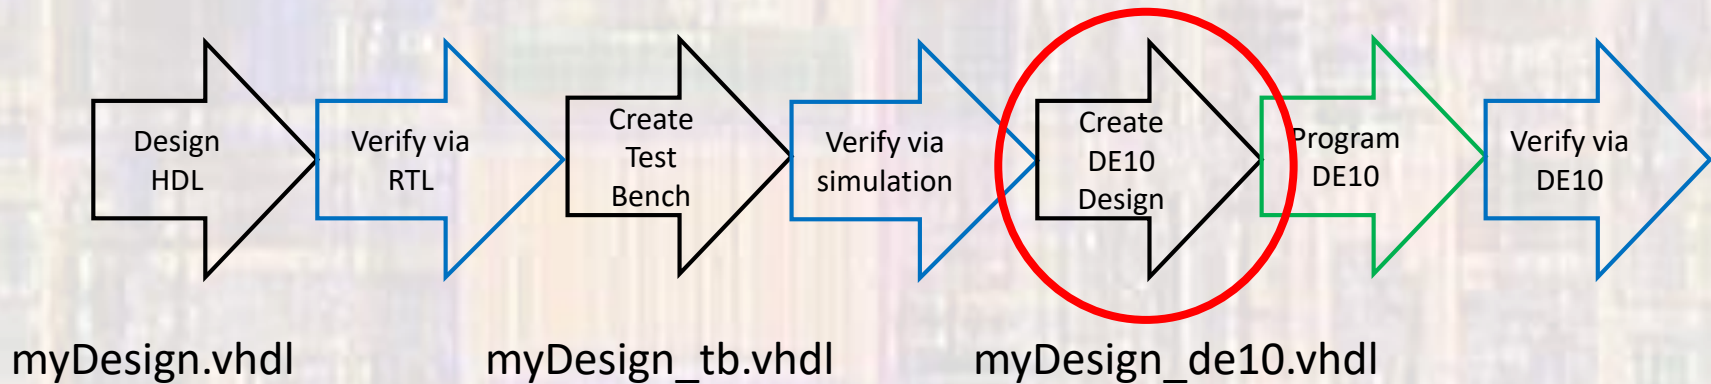 Design
HDL
Verify via
RTL
Create
Test
Bench
Verify via
simulation
Create
DE10
Design
Program
DE10
Verify via
DE10
myDesign.vhdl
myDesign_tb.vhdl
myDesign_de10.vhdl